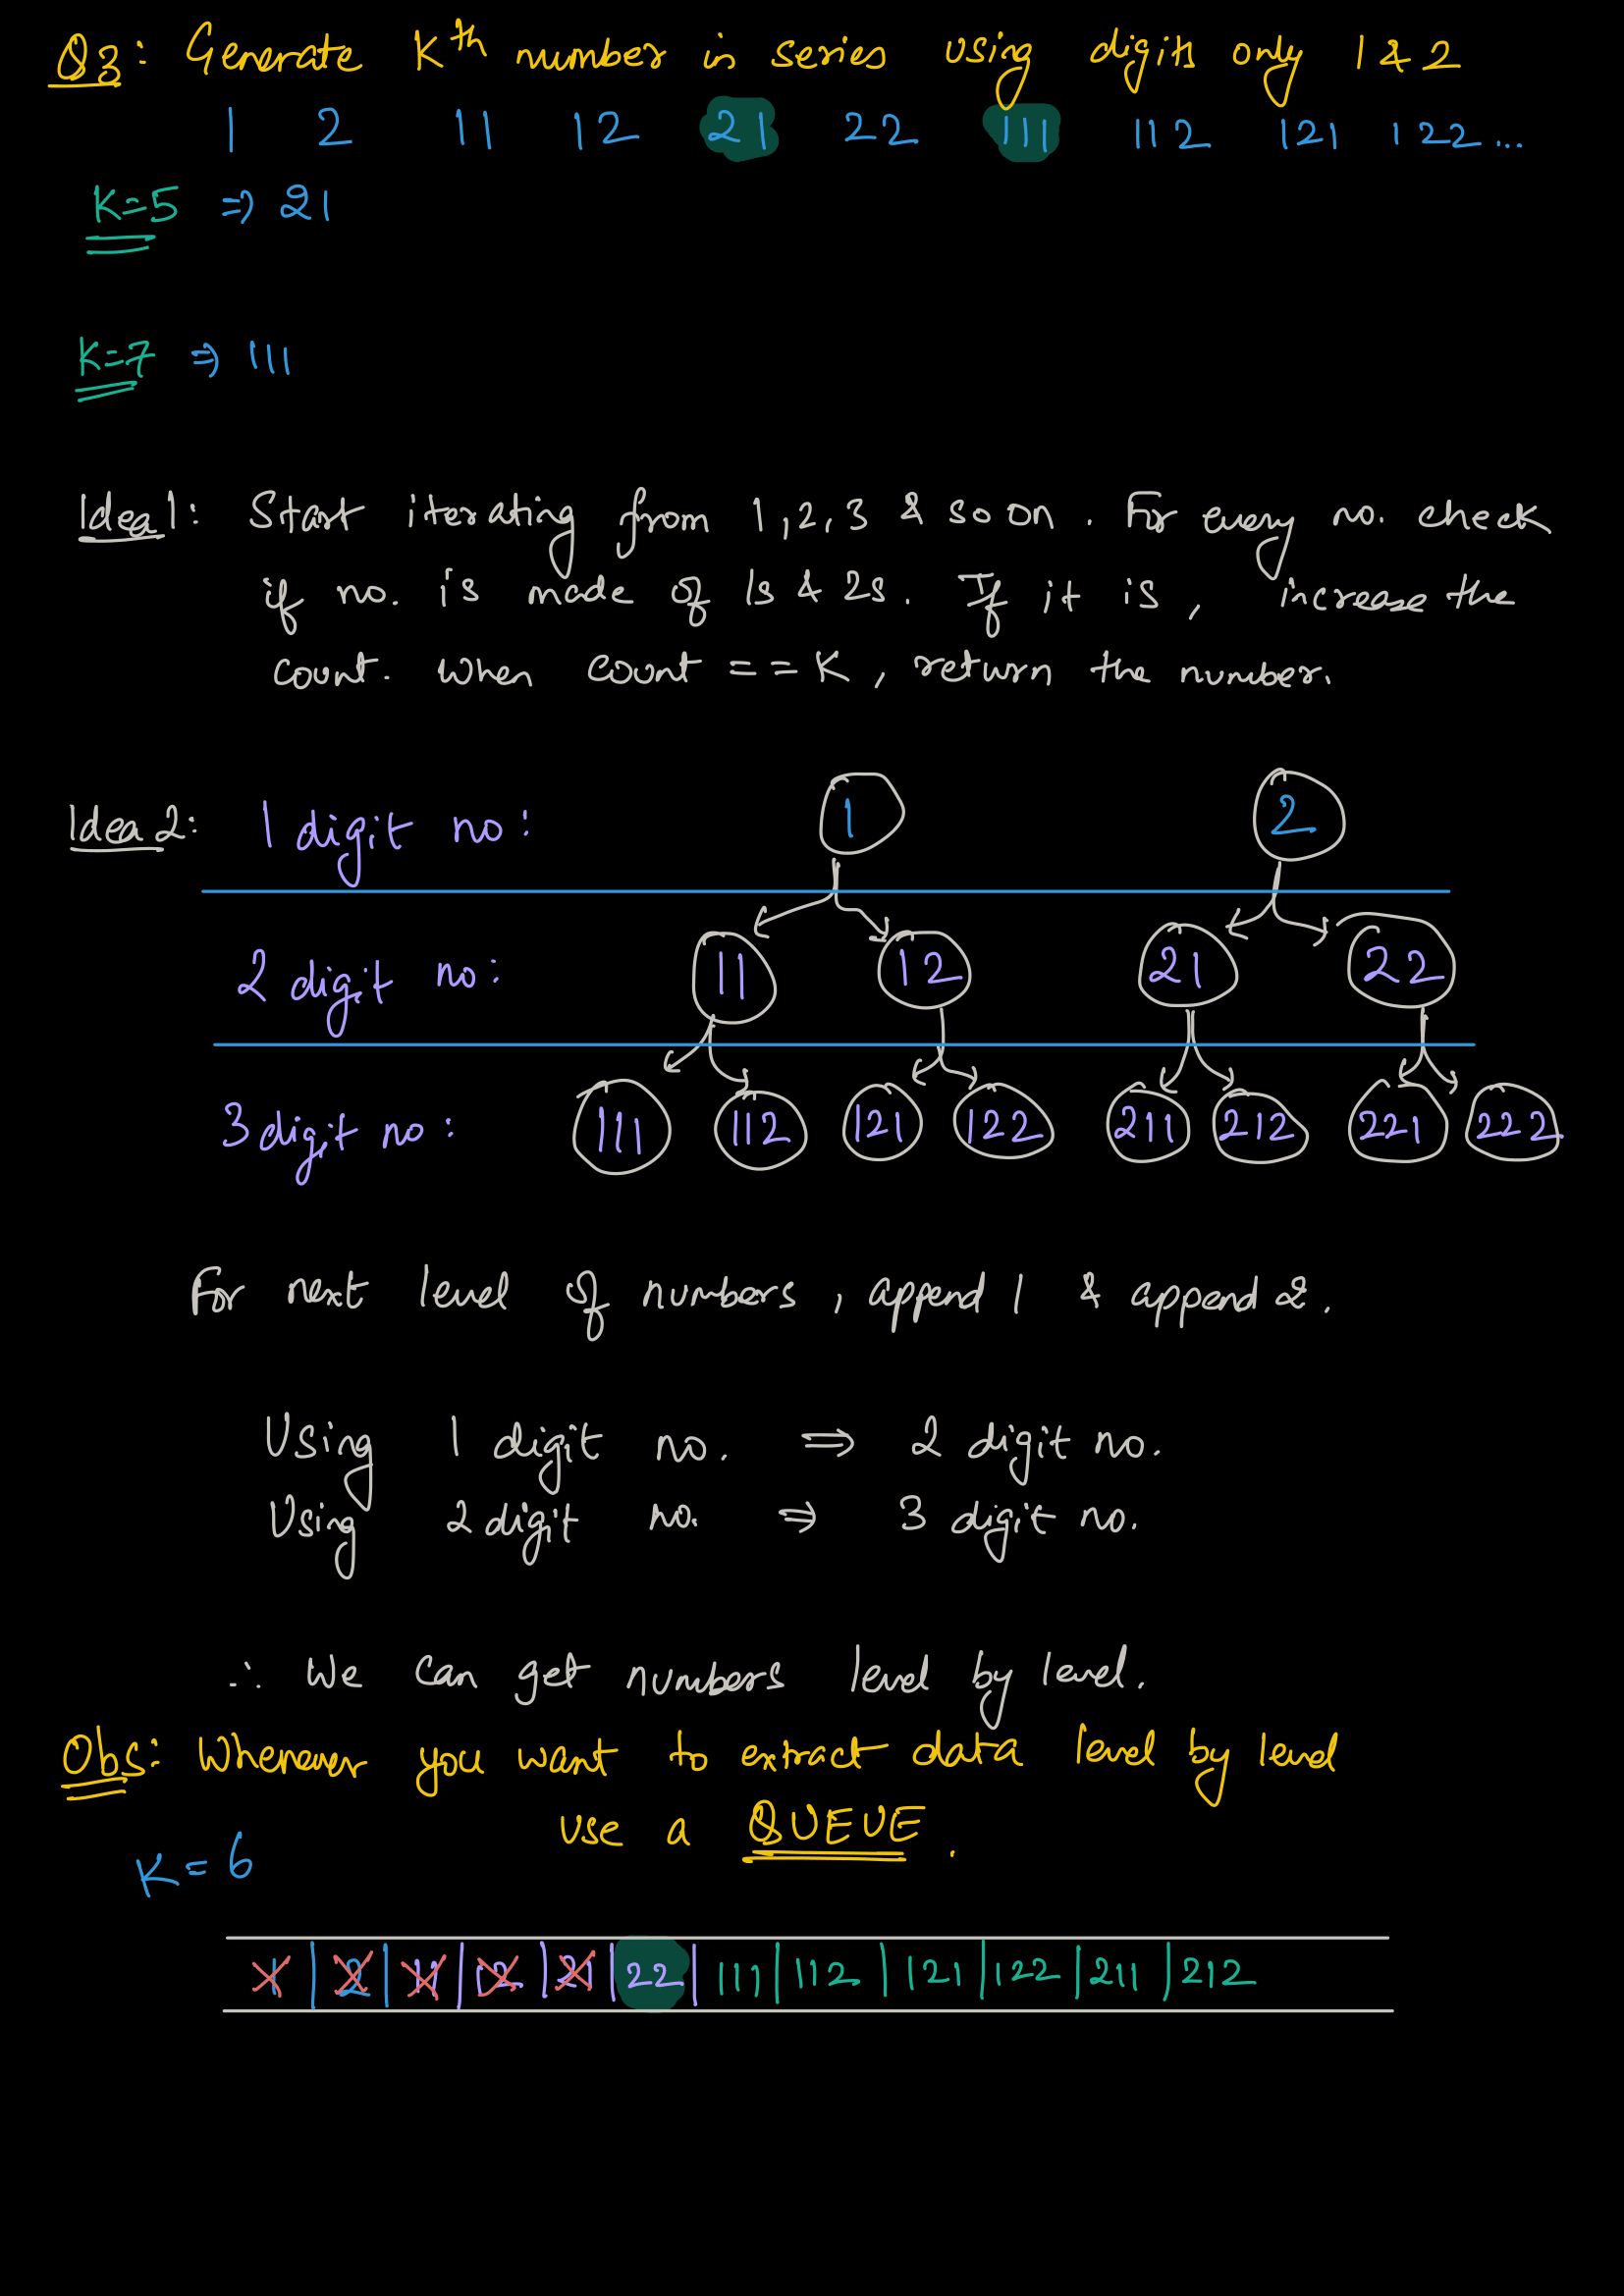 Q3: Generate Kth number in series using digits only 1 & 2
1 2 11 12 21 22 111 112 121 122...
K=5 ⇒ 21
K=7 ⇒ 111
Idea 1: Start iterating from 1, 2, 3 & so on. For every no. check
if no. is made of 1s & 2s. If it is, increase the
count. When count == K, return the number.
Idea 2: 1 digit no: 1 2
2 digit no: 11 12 21 22
3 digit no: 111 112 121 122 211 212 221 222
For next level of numbers, append 1 & append 2.
Using 1 digit no. ⇒ 2 digit no.
Using 2 digit no. ⇒ 3 digit no.
∴ We can get numbers level by level.
Obs: Whenever you want to extract data level by level
use a QUEUE.
K = 6
1 | 2 | 11 | 12 | 21 | 22 | 111 | 112 | 121 | 122 | 211 | 212